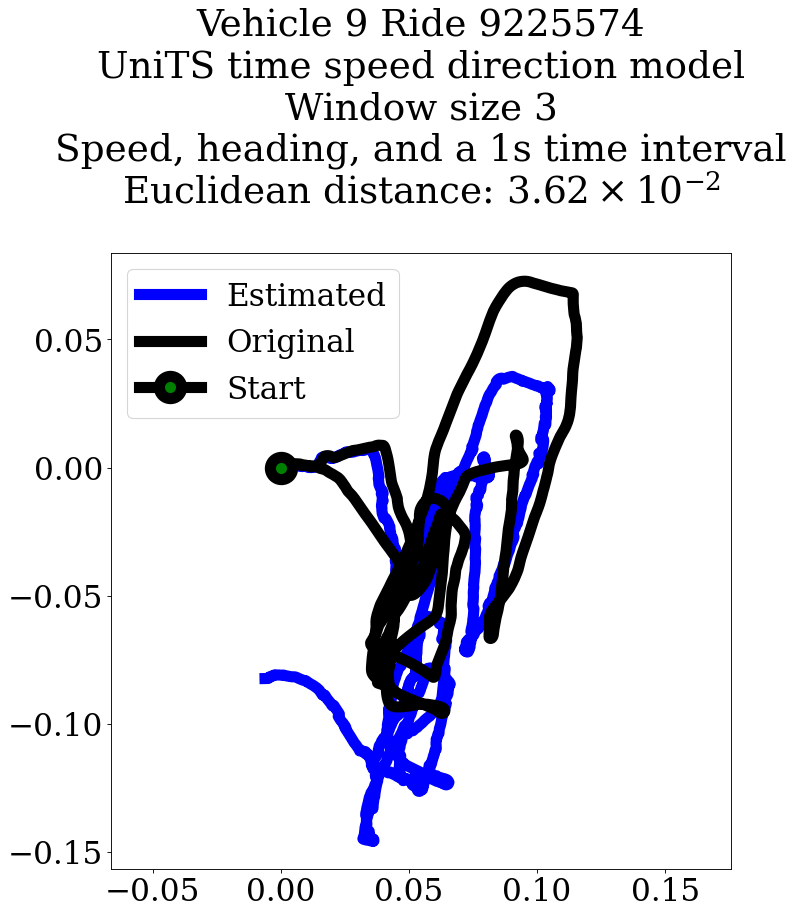 Vehicle 9 Ride 9225574
UniTS time speed direction model
Window size 3
Speed, heading, and a 1s time interval
Euclidean distance: 3.62 × 10⁻²
Estimated
Original
Start
0.05
0.00
−0.05
−0.10
−0.15
−0.05 0.00 0.05 0.10 0.15